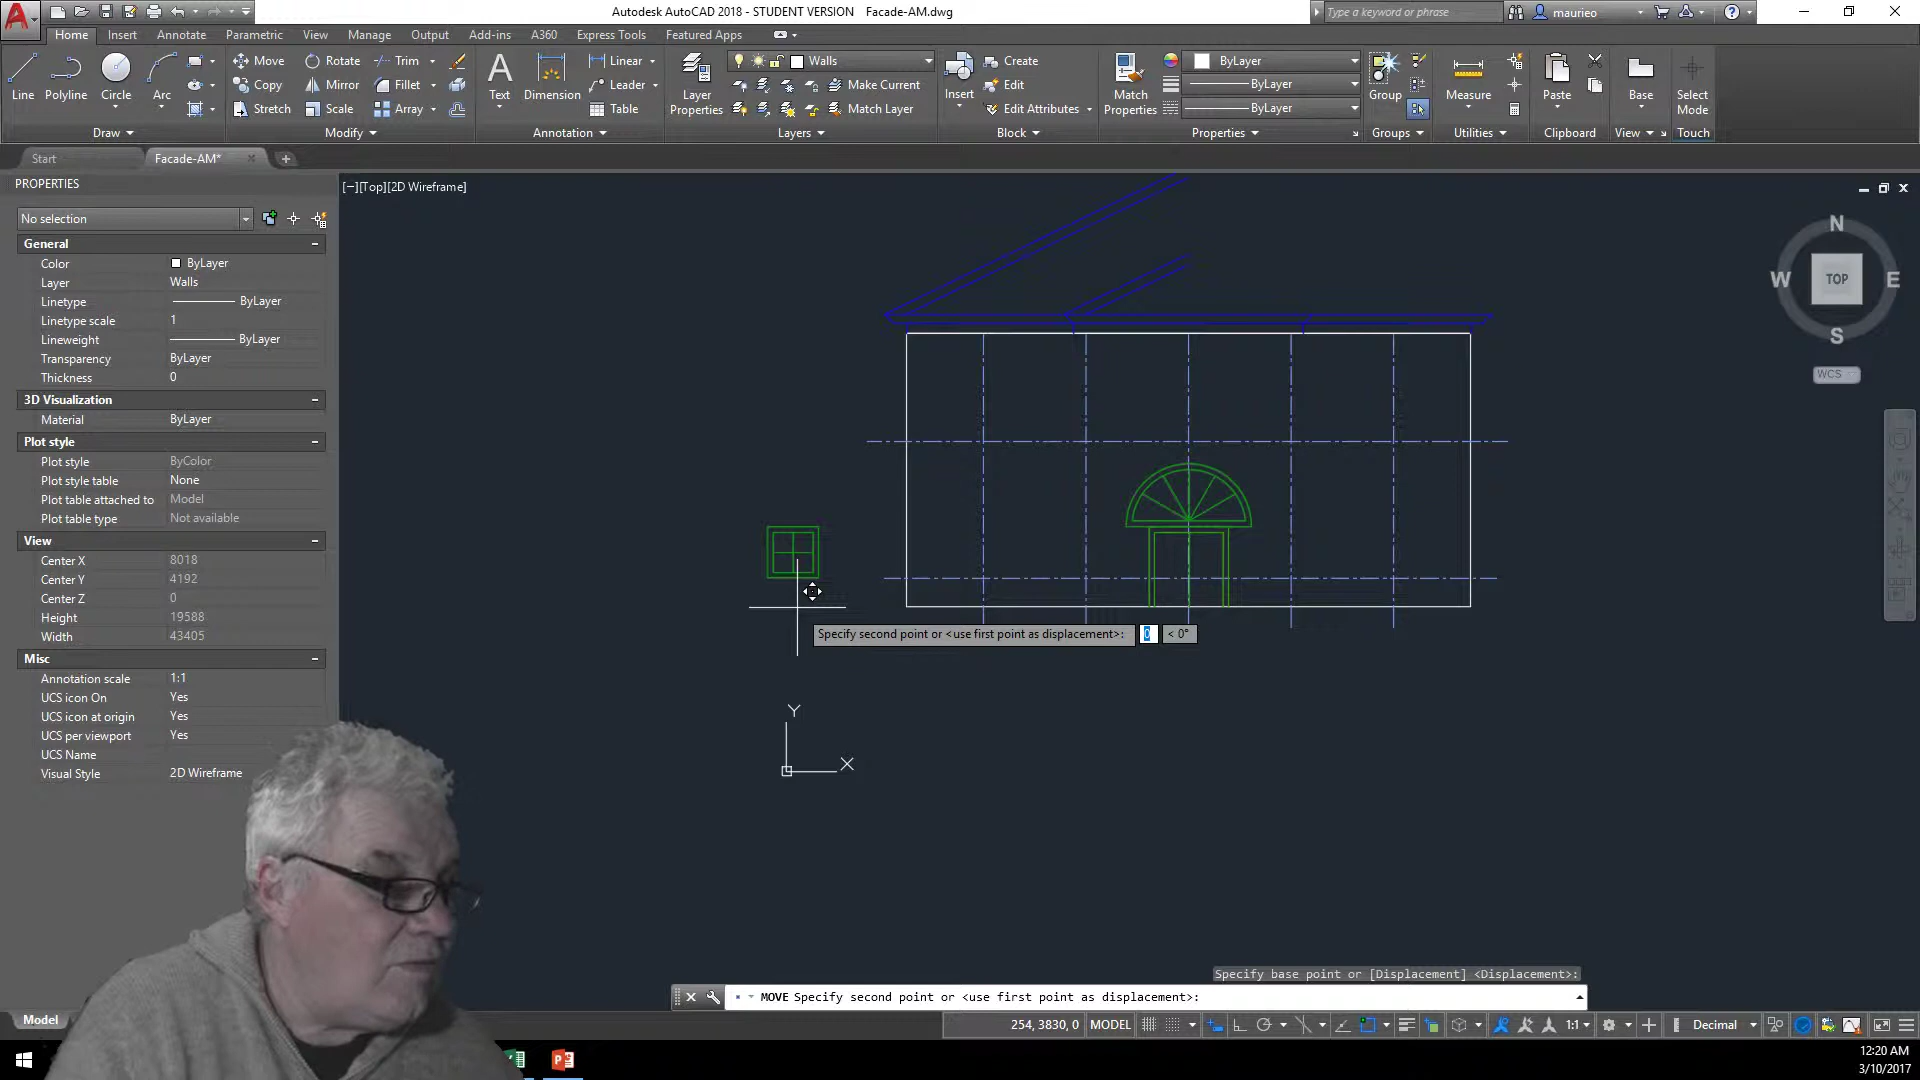 Autodesk AutoCAD 2018 - STUDENT VERSION Facade-AM.dwg
Type a keyword or phrase
maurieo
Home Insert Annotate Parametric View Manage Output Add-ins A360 Express Tools Featured Apps
Line Polyline Circle Arc
Move Rotate Trim
Copy Mirror Fillet
Stretch Scale Array
Text Dimension
Linear
Leader
Table
Layer Properties
Walls
Make Current
Match Layer
Insert
Create
Edit
Edit Attributes
Match Properties
ByLayer
ByLayer
ByLayer
Group
Measure
Paste
Base
Select Mode
Draw Modify Annotation Layers Block Properties Groups Utilities Clipboard View Touch
Start Facade-AM*
PROPERTIES
No selection
General
Color ByLayer
Layer Walls
Linetype ByLayer
Linetype scale 1
Lineweight ByLayer
Transparency ByLayer
Thickness 0
3D Visualization
Material ByLayer
Plot style
Plot style ByColor
Plot style table None
Plot table attached to Model
Plot table type Not available
View
Center X 8018
Center Y 4192
Center Z 0
Height 19588
Width 43405
Misc
Annotation scale 1:1
UCS icon On Yes
UCS icon at origin Yes
UCS per viewport Yes
UCS Name
Visual Style 2D Wireframe
[−][Top][2D Wireframe]
N
W TOP E
S
WCS
Specify second point or <use first point as displacement>: 0 < 0°
Y
X
Specify base point or [Displacement] <Displacement>:
MOVE Specify second point or <use first point as displacement>:
Model
254, 3830, 0 MODEL 1:1 Decimal
12:20 AM
3/10/2017